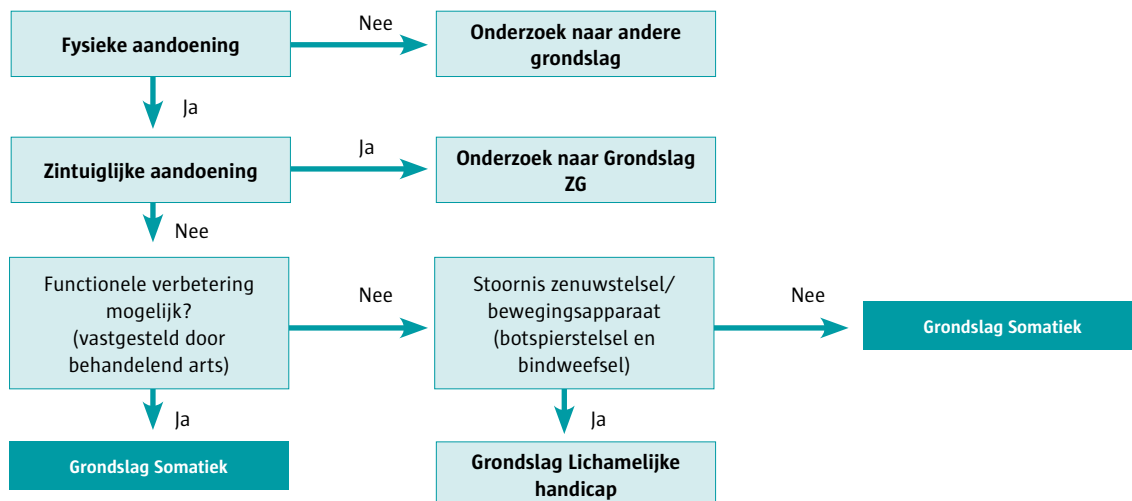 Fysieke aandoening
Nee
Onderzoek naar andere
grondslag
Ja
Zintuiglijke aandoening
Ja
Onderzoek naar Grondslag
ZG
Nee
Functionele verbetering
mogelijk?
(vastgesteld door
behandelend arts)
Nee
Stoornis zenuwstelsel/
bewegingsapparaat
(botspierstelsel en
bindweefsel)
Nee
Grondslag Somatiek
Ja
Grondslag Somatiek
Ja
Grondslag Lichamelijke
handicap